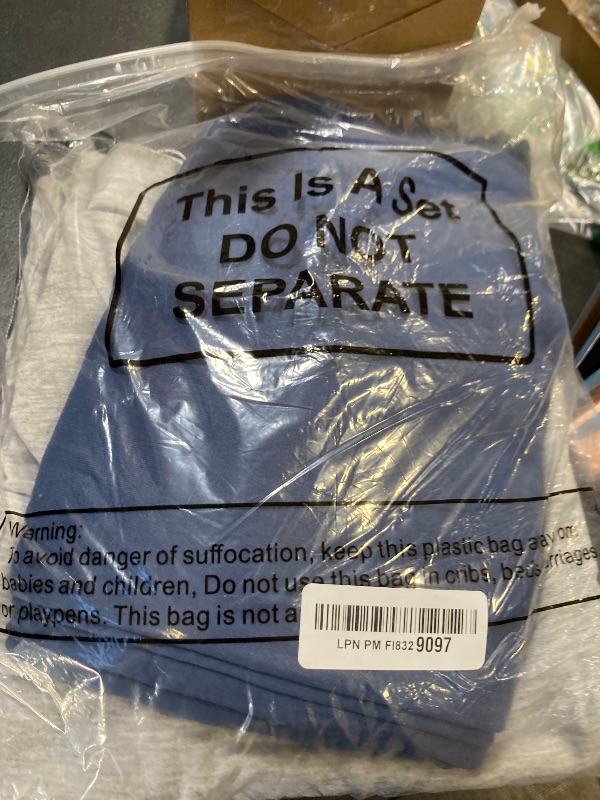 This Is A Set
DO NOT
SEPARATE
Warning:
To avoid danger of suffocation, keep this plastic bag
babies and children, Do not use this bag in cribs, beds
or playpens. This bag is not a
LPN PM FI832 9097